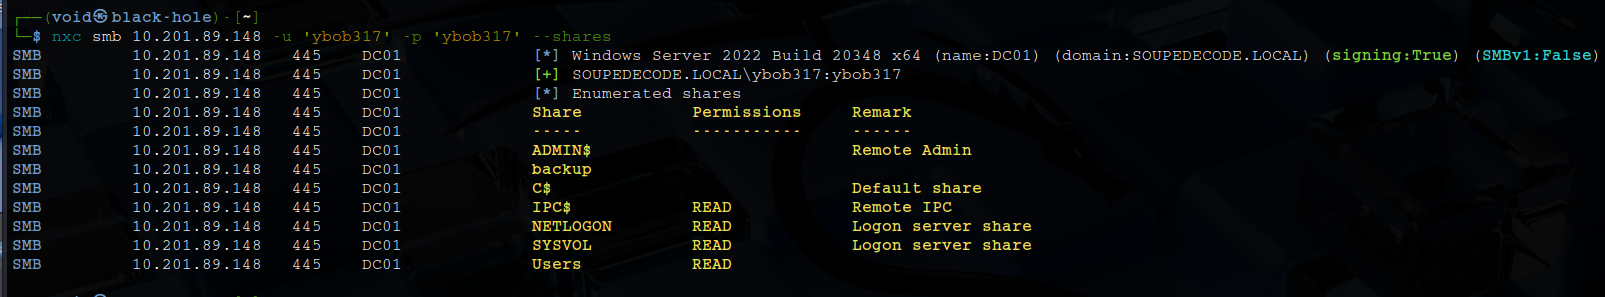 ┌──(void㉿black-hole)-[~]
└─$ nxc smb 10.201.89.148 -u 'ybob317' -p 'ybob317' --shares
SMB 10.201.89.148 445 DC01 [*] Windows Server 2022 Build 20348 x64 (name:DC01) (domain:SOUPEDECODE.LOCAL) (signing:True) (SMBv1:False)
SMB 10.201.89.148 445 DC01 [+] SOUPEDECODE.LOCAL\ybob317:ybob317
SMB 10.201.89.148 445 DC01 [*] Enumerated shares
SMB 10.201.89.148 445 DC01 Share Permissions Remark
SMB 10.201.89.148 445 DC01 ----- ----------- ------
SMB 10.201.89.148 445 DC01 ADMIN$ Remote Admin
SMB 10.201.89.148 445 DC01 backup
SMB 10.201.89.148 445 DC01 C$ Default share
SMB 10.201.89.148 445 DC01 IPC$ READ Remote IPC
SMB 10.201.89.148 445 DC01 NETLOGON READ Logon server share
SMB 10.201.89.148 445 DC01 SYSVOL READ Logon server share
SMB 10.201.89.148 445 DC01 Users READ